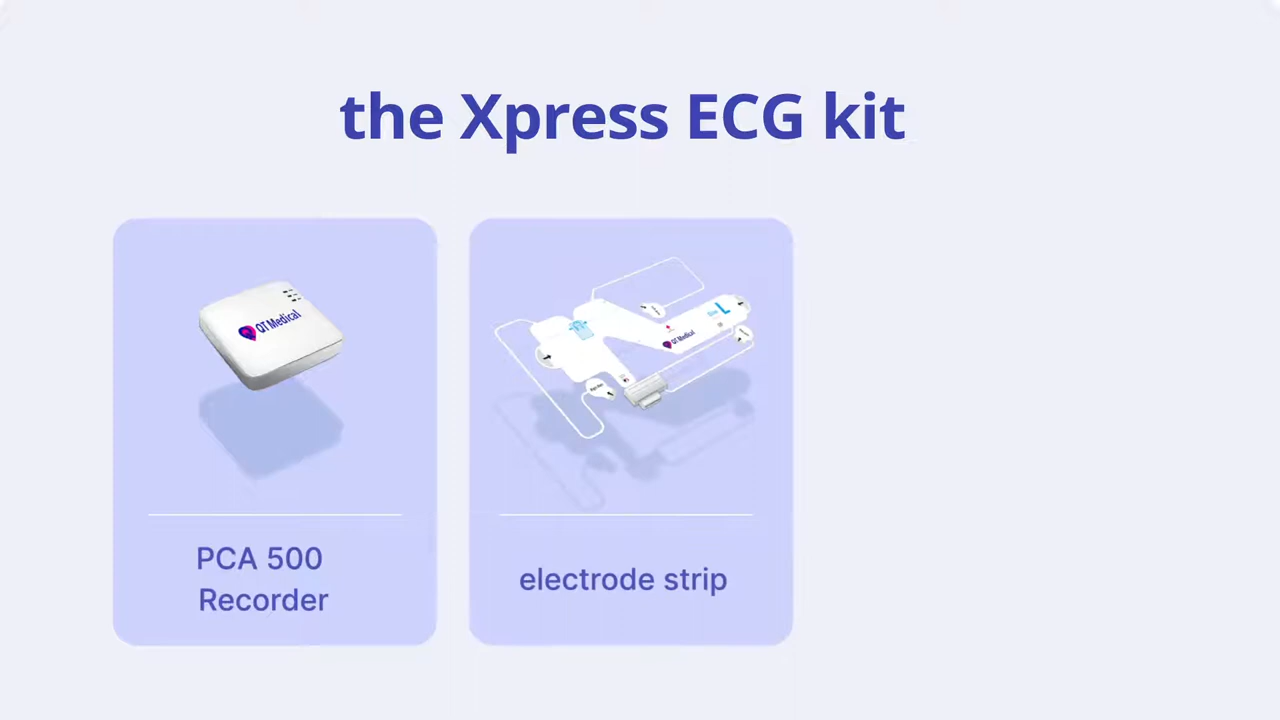 the Xpress ECG kit
QT Medical
L
QT Medical
PCA 500
Recorder
electrode strip